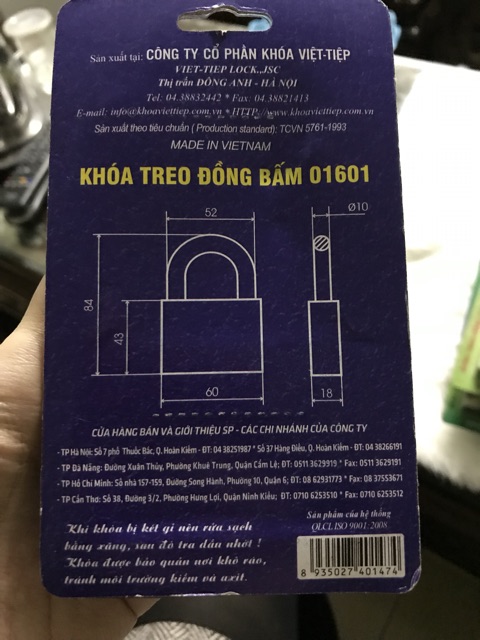 Sản xuất tại: CÔNG TY CỔ PHẦN KHÓA VIỆT-TIỆP
VIET-TIEP LOCK.,JSC
Thị trấn ĐÔNG ANH - HÀ NỘI
Tel: 04.38832442 * Fax: 04.38821413
E-mail: info@khoaviettiep.com.vn * HTTP://www.khoaviettiep.com.vn
Sản xuất theo tiêu chuẩn ( Production standard): TCVN 5761-1993
MADE IN VIETNAM
KHÓA TREO ĐỒNG BẤM 01601
52
Ø10
84
43
60
18
CỬA HÀNG BÁN VÀ GIỚI THIỆU SP - CÁC CHI NHÁNH CỦA CÔNG TY
- TP Hà Nội: Số 7 phố Thuốc Bắc, Q. Hoàn Kiếm - ĐT: 04 38251987 * Số 37 Hàng Điếu, Q. Hoàn Kiếm - ĐT: 04 38266191
- TP Đà Nẵng: Đường Xuân Thủy, Phường Khuê Trung, Quận Cẩm Lệ; ĐT: 0511 3629919 * Fax: 0511 3629191
- TP Hồ Chí Minh: Số nhà 157-159, Đường Song Hành, Phường 10, Quận 6; ĐT: 08 62931773 * Fax: 08 37553671
- TP Cần Thơ: Số 38, Đường 3/2, Phường Hưng Lợi, Quận Ninh Kiều; ĐT: 0710 6253510 * Fax: 0710 6253512
Khi khóa bị kẹt gỉ nên rửa sạch
bằng xăng, sau đó tra dầu nhớt !
Khóa được bảo quản nơi khô ráo,
tránh môi trường kiềm và axit.
Sản phẩm của hệ thống
QLCL ISO 9001:2008
8 935027 401474